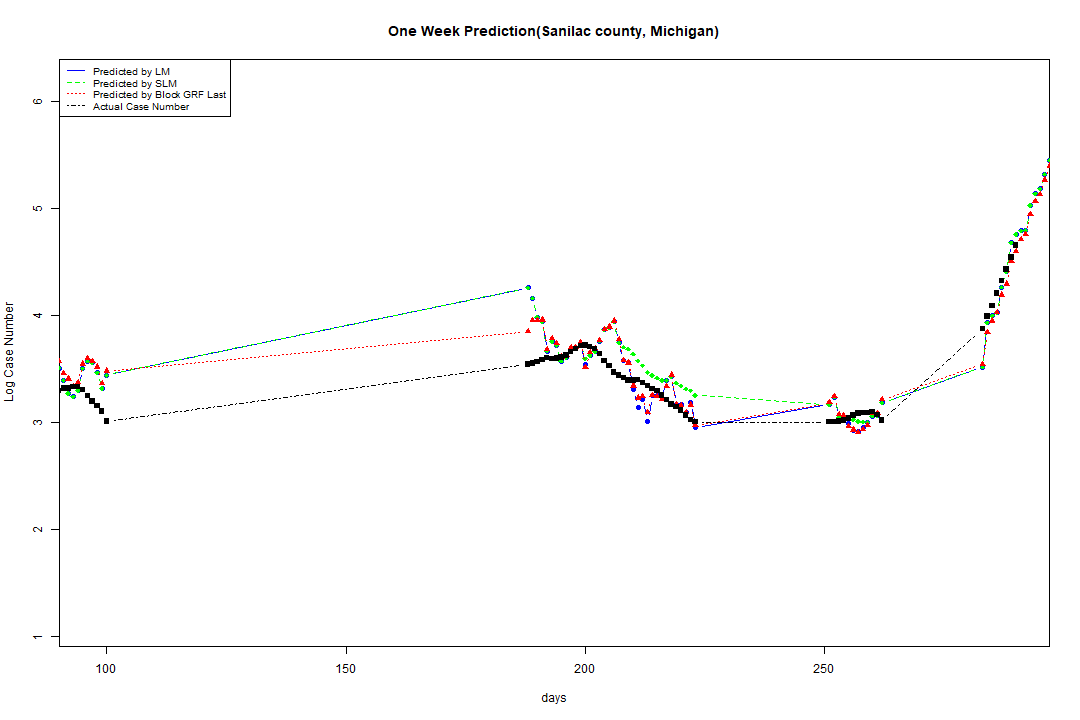 One Week Prediction(Sanilac county, Michigan)
Predicted by LM
Predicted by SLM
Predicted by Block GRF Last
Actual Case Number
Log Case Number
6
5
4
3
2
1
100
150
200
250
days